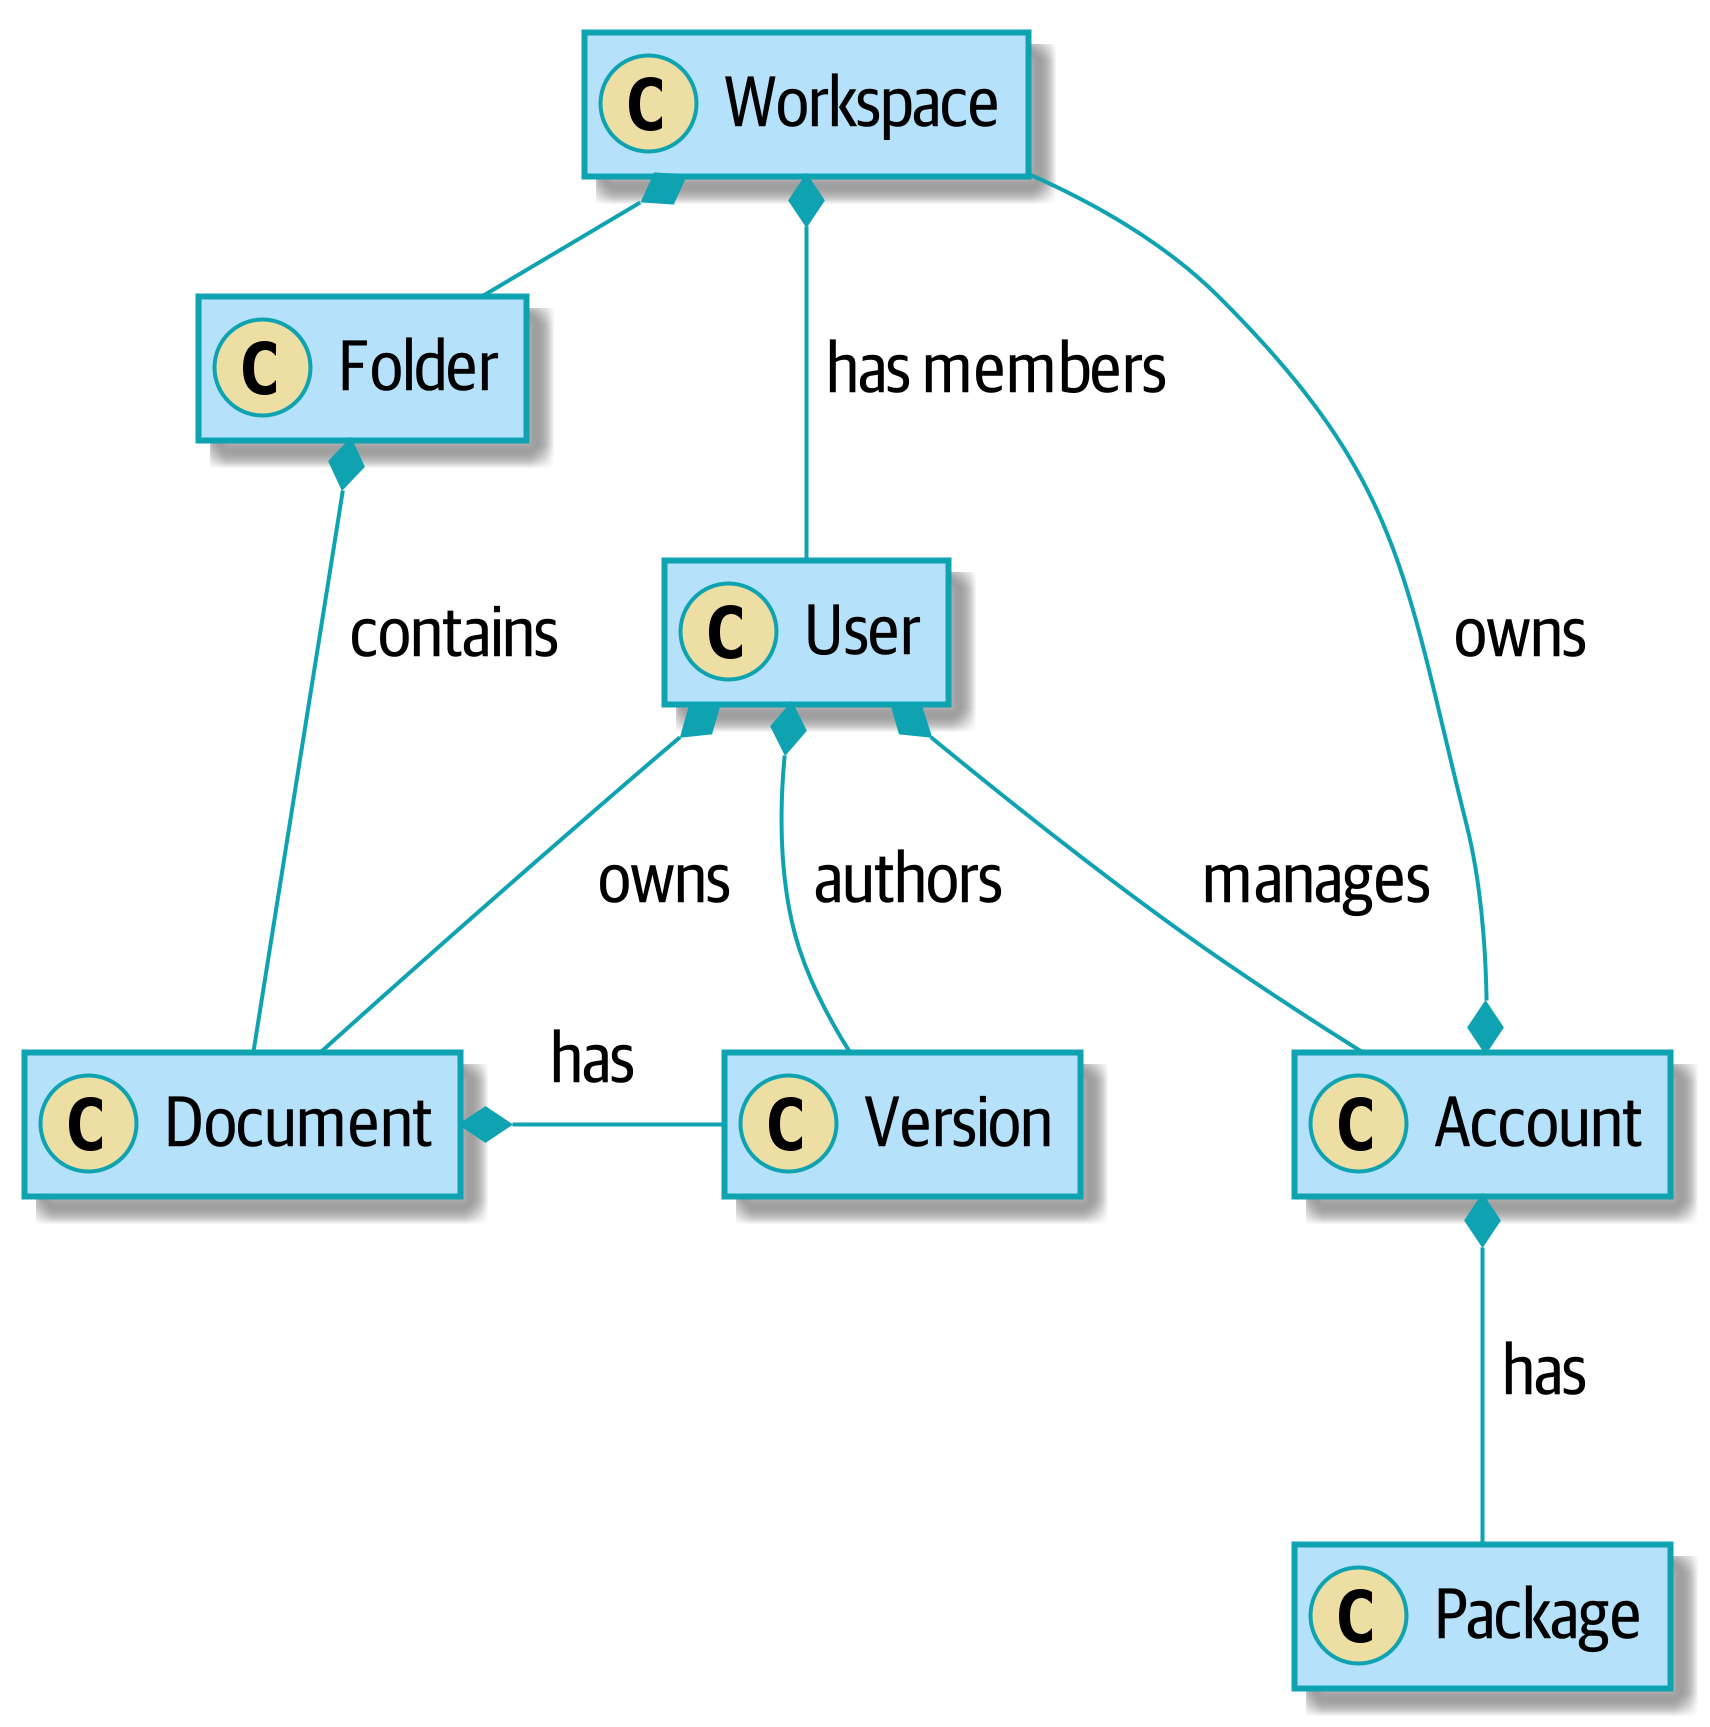 C Workspace
C Folder
has members
contains
C User
owns
owns
authors
manages
has
C Document
C Version
C Account
has
C Package